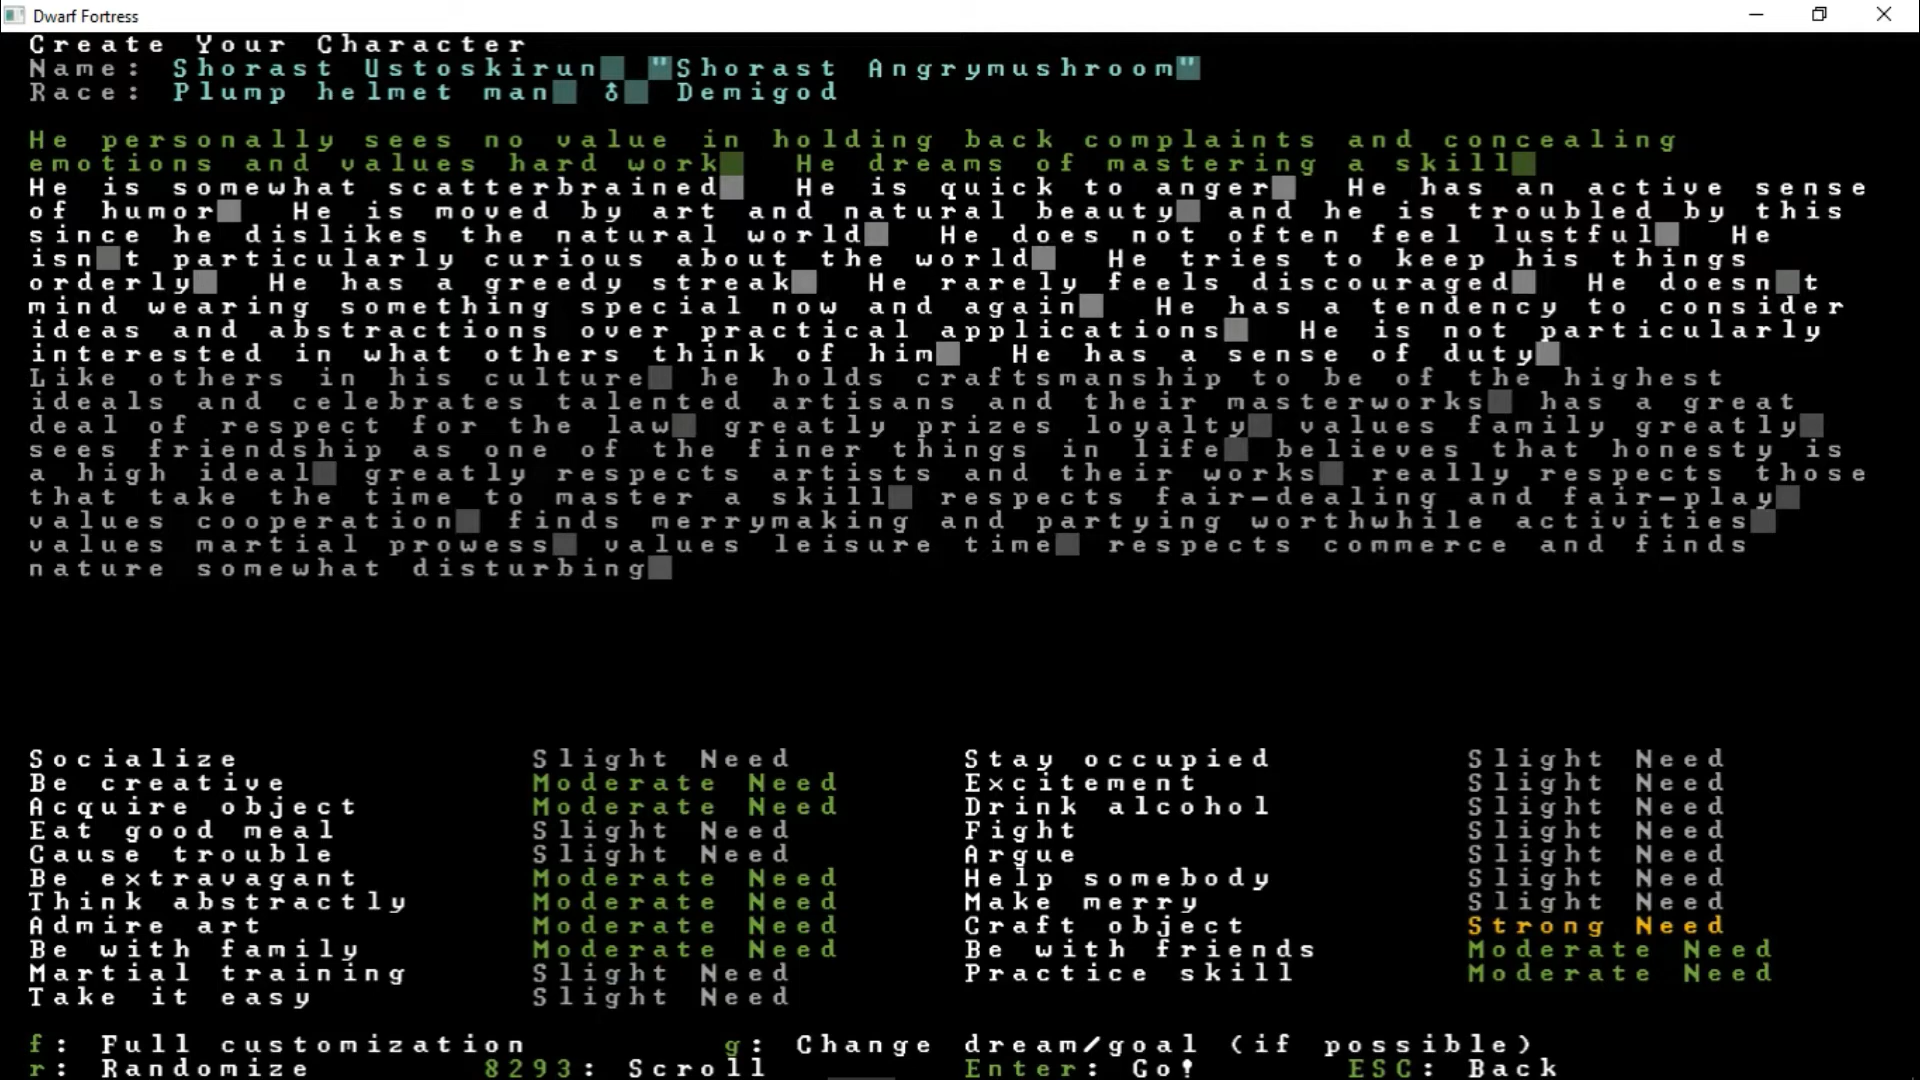 Dwarf Fortress
Create Your Character
Name: Shorast Ustoskirun "Shorast Angrymushroom"
Race: Plump helmet man ♂ Demigod
He personally sees no value in holding back complaints and concealing
emotions and values hard work He dreams of mastering a skill
He is somewhat scatterbrained He is quick to anger He has an active sense
of humor He is moved by art and natural beauty and he is troubled by this
since he dislikes the natural world He does not often feel lustful He
isn t particularly curious about the world He tries to keep his things
orderly He has a greedy streak He rarely feels discouraged He doesn t
mind wearing something special now and again He has a tendency to consider
ideas and abstractions over practical applications He is not particularly
interested in what others think of him He has a sense of duty
Like others in his culture he holds craftsmanship to be of the highest
ideals and celebrates talented artisans and their masterworks has a great
deal of respect for the law greatly prizes loyalty values family greatly
sees friendship as one of the finer things in life believes that honesty is
a high ideal greatly respects artists and their works really respects those
that take the time to master a skill respects fair-dealing and fair-play
values cooperation finds merrymaking and partying worthwhile activities
values martial prowess values leisure time respects commerce and finds
nature somewhat disturbing
Socialize Slight Need Stay occupied Slight Need
Be creative Moderate Need Excitement Slight Need
Acquire object Moderate Need Drink alcohol Slight Need
Eat good meal Slight Need Fight Slight Need
Cause trouble Slight Need Argue Slight Need
Be extravagant Moderate Need Help somebody Slight Need
Think abstractly Moderate Need Make merry Slight Need
Admire art Moderate Need Craft object Strong Need
Be with family Moderate Need Be with friends Moderate Need
Martial training Slight Need Practice skill Moderate Need
Take it easy Slight Need
f: Full customization g: Change dream/goal (if possible)
r: Randomize 8293: Scroll Enter: Go! ESC: Back